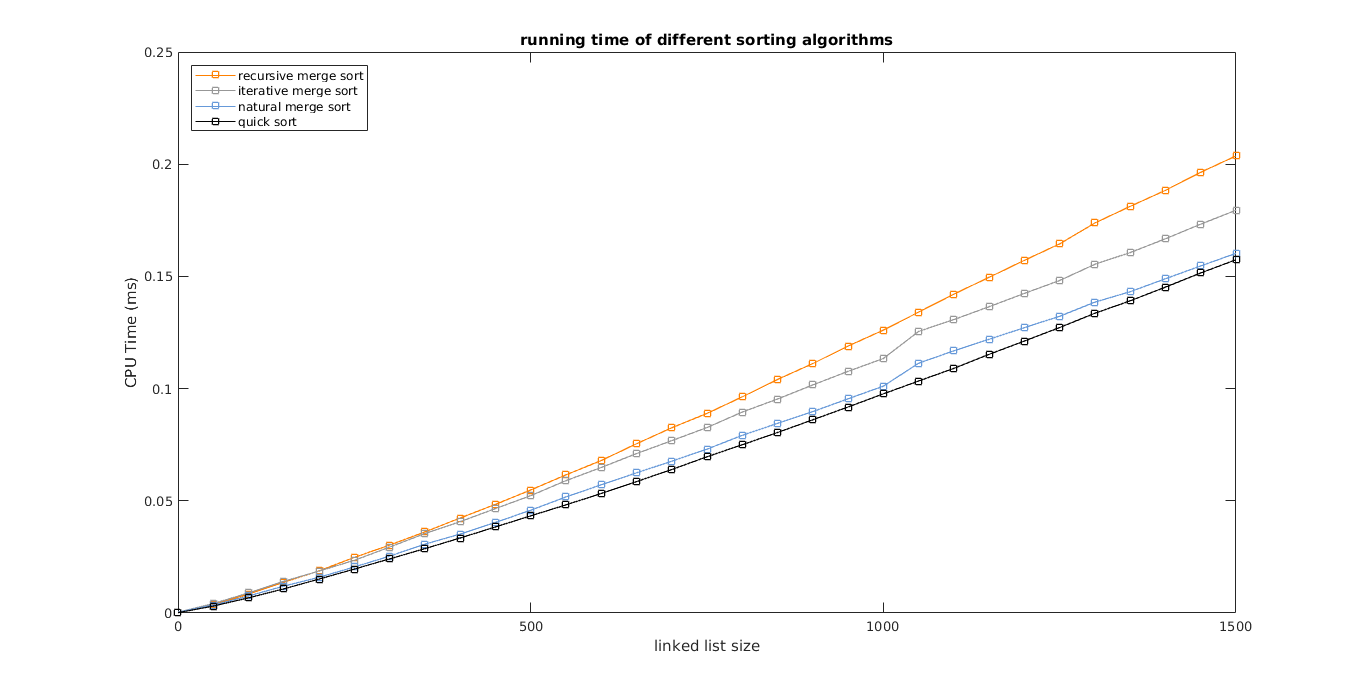 running time of different sorting algorithms
0.25
recursive merge sort
iterative merge sort
natural merge sort
quick sort
0.2
0.15
CPU Time (ms)
0.1
0.05
0
0 500 1000 1500
linked list size